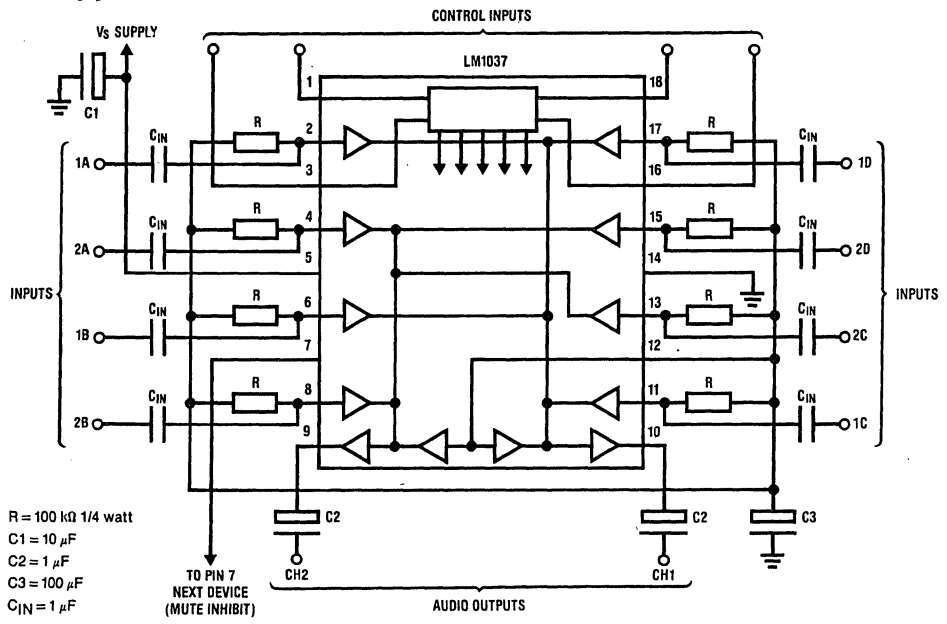 CONTROL INPUTS
Vs SUPPLY
LM1037
C1
1
18
R
2
17
R
CIN
CIN
1A
3
16
1D
R
4
15
R
CIN
CIN
2A
5
14
2D
INPUTS
INPUTS
R
6
13
R
CIN
CIN
1B
7
12
2C
R
8
11
R
CIN
CIN
2B
9
10
1C
R = 100 kΩ 1/4 watt
C1 = 10 μF
C2 = 1 μF
C3 = 100 μF
CIN = 1 μF
C2
C2
C3
TO PIN 7
NEXT DEVICE
(MUTE INHIBIT)
CH2
CH1
AUDIO OUTPUTS